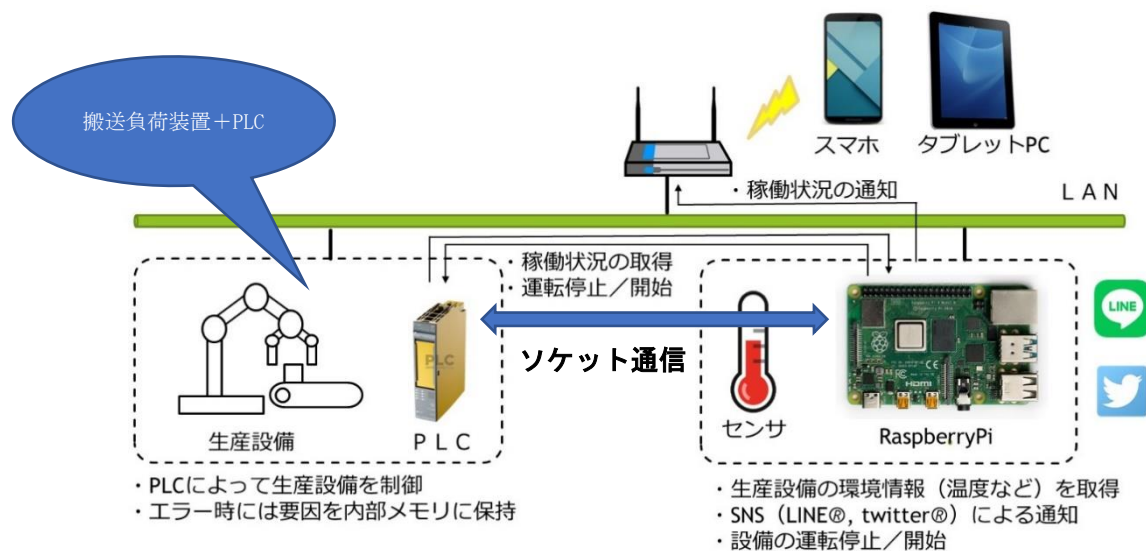 搬送負荷装置＋PLC
スマホ
タブレットPC
・稼働状況の通知
ＬＡＮ
・稼働状況の取得
・運転停止／開始
ソケット通信
PLC
LINE
HDMI
生産設備
ＰＬＣ
センサ
RaspberryPi
・PLCによって生産設備を制御
・エラー時には要因を内部メモリに保持
・生産設備の環境情報（温度など）を取得
・SNS（LINE®, twitter®）による通知
・設備の運転停止／開始